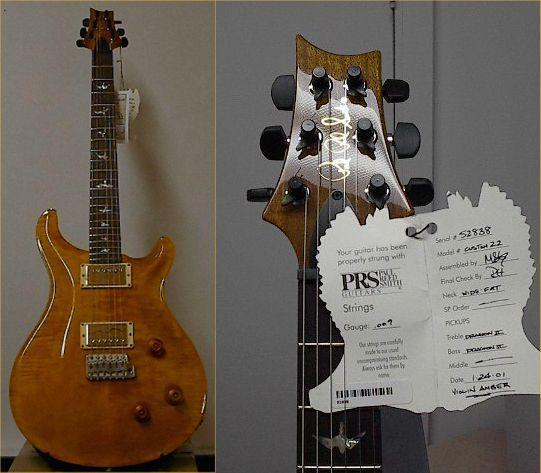 Your guitar has been
properly strung with
PRS PAUL
REED
SMITH
GUITARS
Strings
Gauge: .009
Our strings are carefully
made to our usual
uncompromising standards.
Always ask for them by
name.
Serial # 52838
Model # CUSTOM 22
Assembled by
Final Check By
Neck WIDE-FAT
SP Order
PICKUPS
Treble DRAGON II
Bass DRAGON II
Middle
Date 1.24.01
VIOLIN AMBER